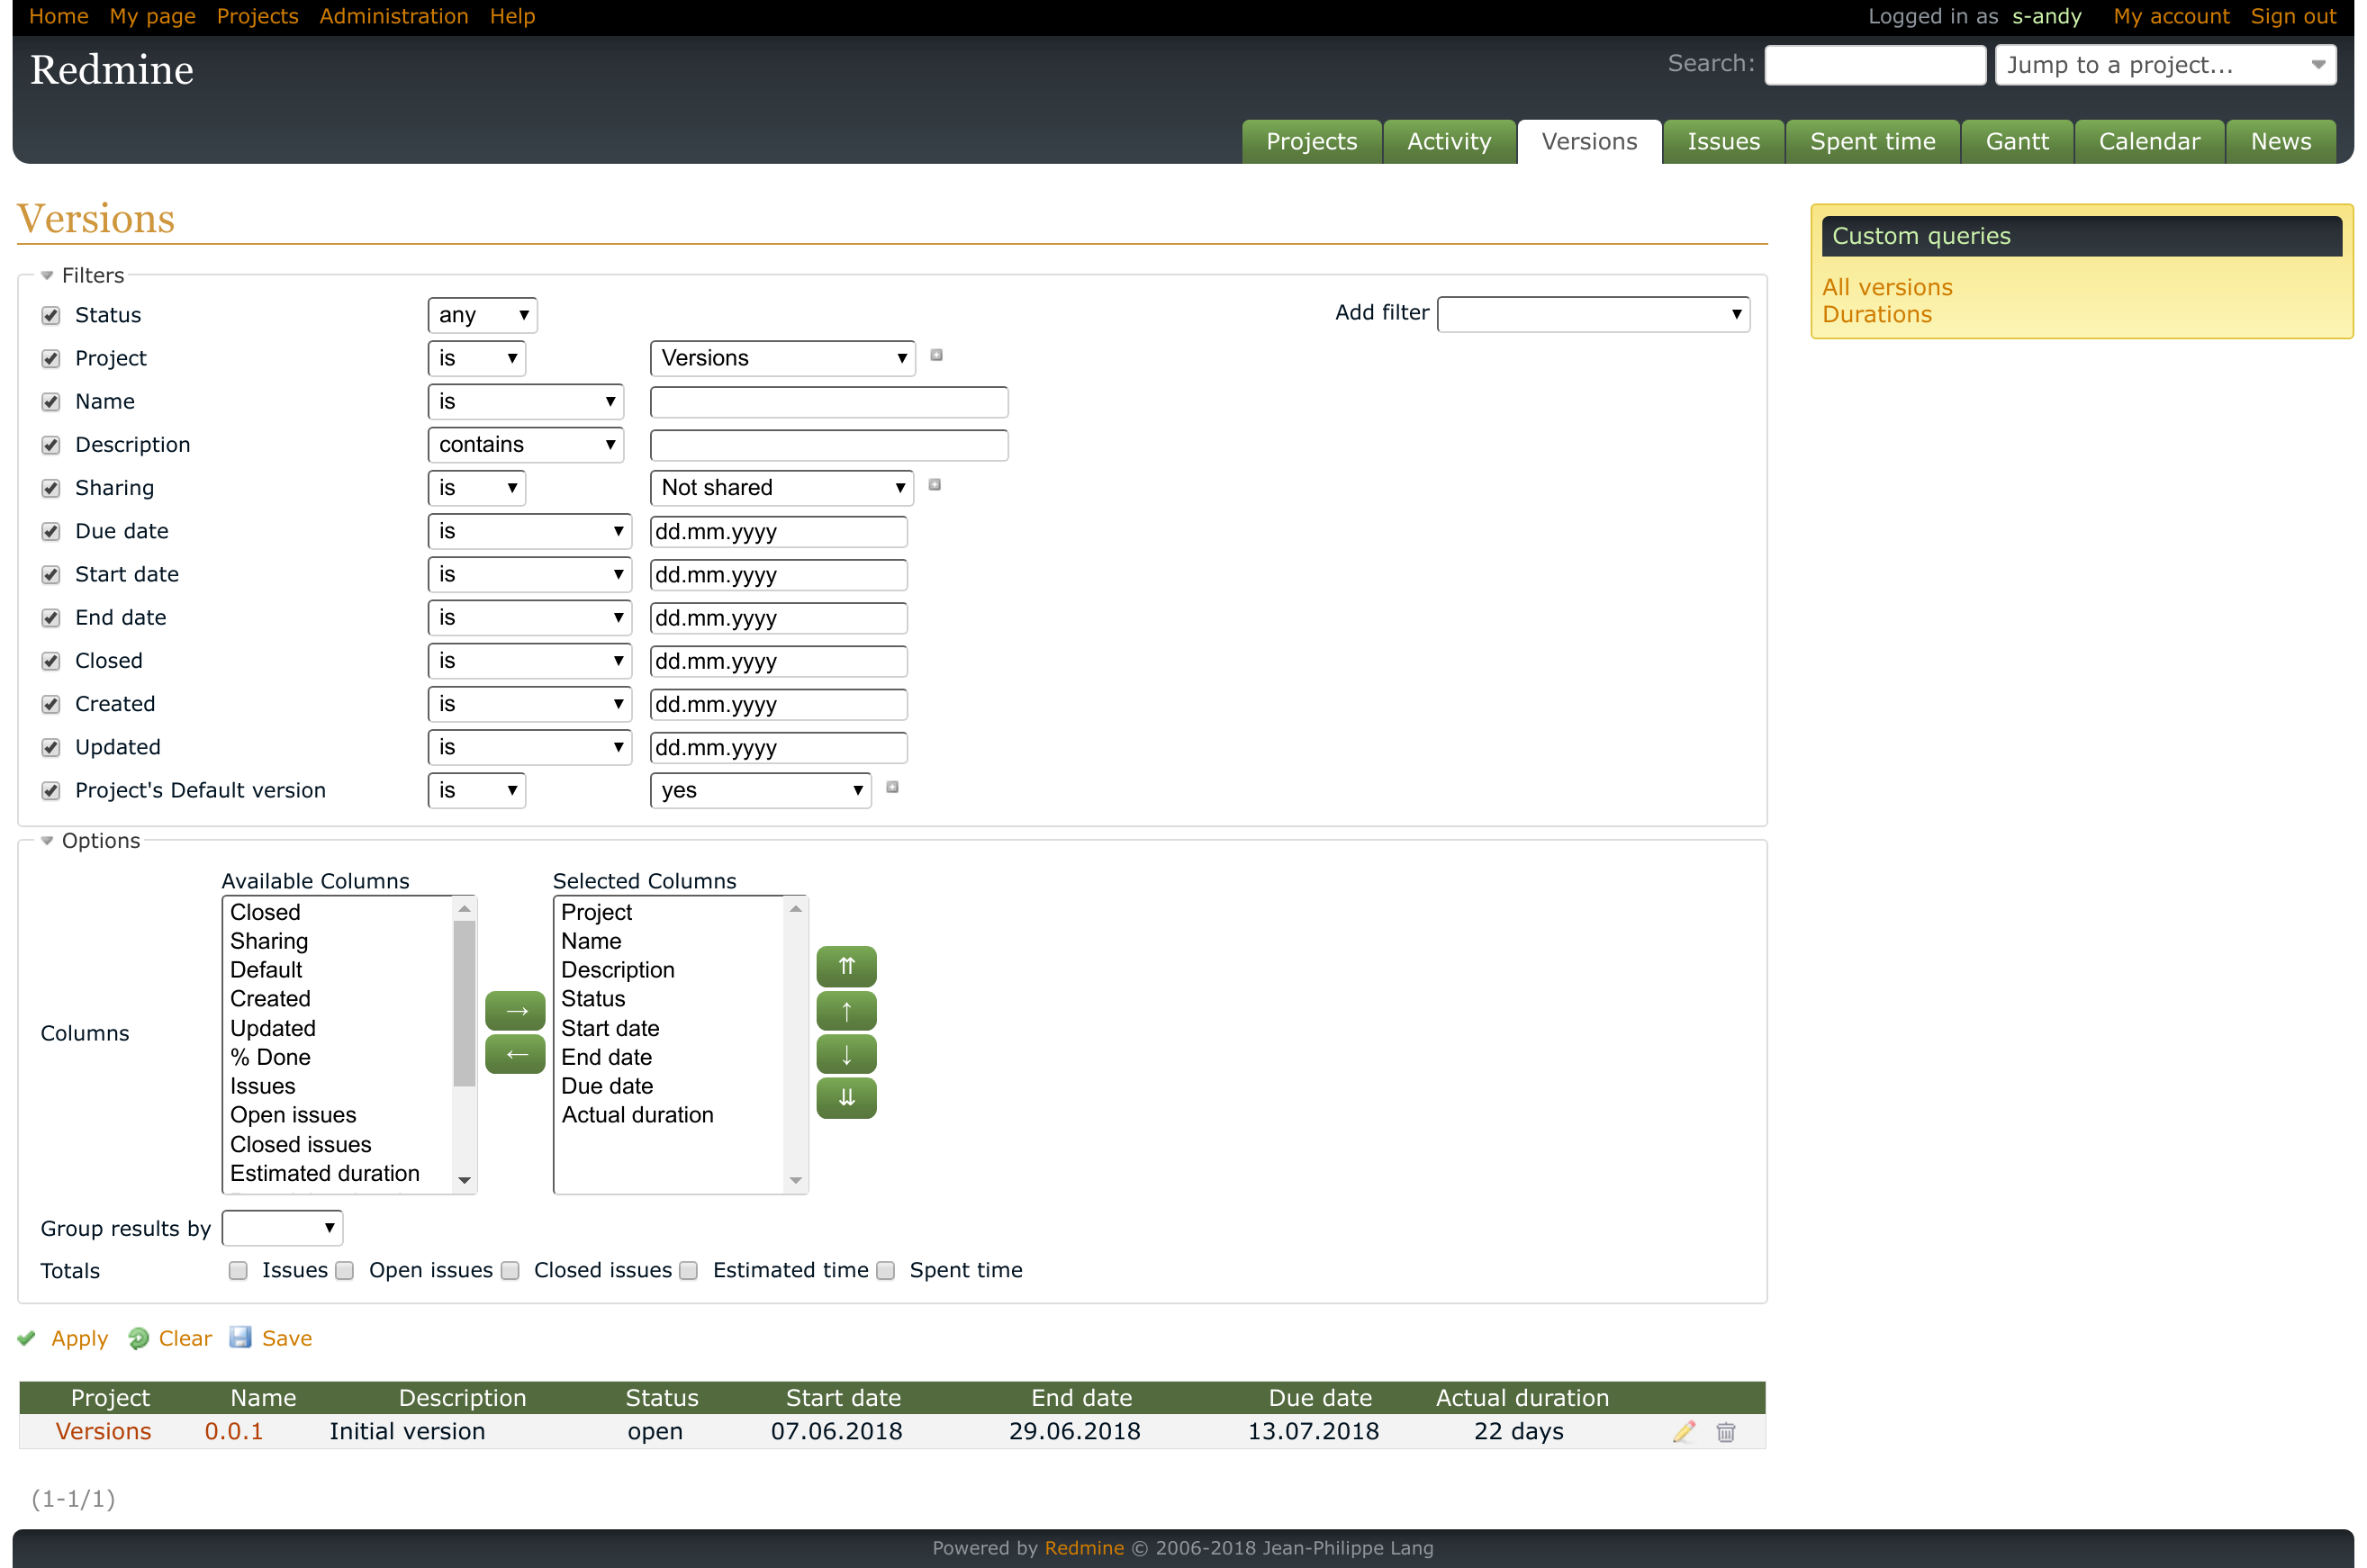 Home My page Projects Administration Help Logged in as s-andy My account Sign out
Redmine Search: Jump to a project...
Projects Activity Versions Issues Spent time Gantt Calendar News
Versions
Custom queries
All versions
Durations
Filters
Status any Add filter
Project is Versions
Name is
Description contains
Sharing is Not shared
Due date is dd.mm.yyyy
Start date is dd.mm.yyyy
End date is dd.mm.yyyy
Closed is dd.mm.yyyy
Created is dd.mm.yyyy
Updated is dd.mm.yyyy
Project's Default version is yes
Options
Columns
Available Columns
Closed
Sharing
Default
Created
Updated
% Done
Issues
Open issues
Closed issues
Estimated duration
→
←
Selected Columns
Project
Name
Description
Status
Start date
End date
Due date
Actual duration
⇈
↑
↓
⇊
Group results by
Totals Issues Open issues Closed issues Estimated time Spent time
Apply Clear Save
Project Name Description Status Start date End date Due date Actual duration
Versions 0.0.1 Initial version open 07.06.2018 29.06.2018 13.07.2018 22 days
(1-1/1)
Powered by Redmine © 2006-2018 Jean-Philippe Lang